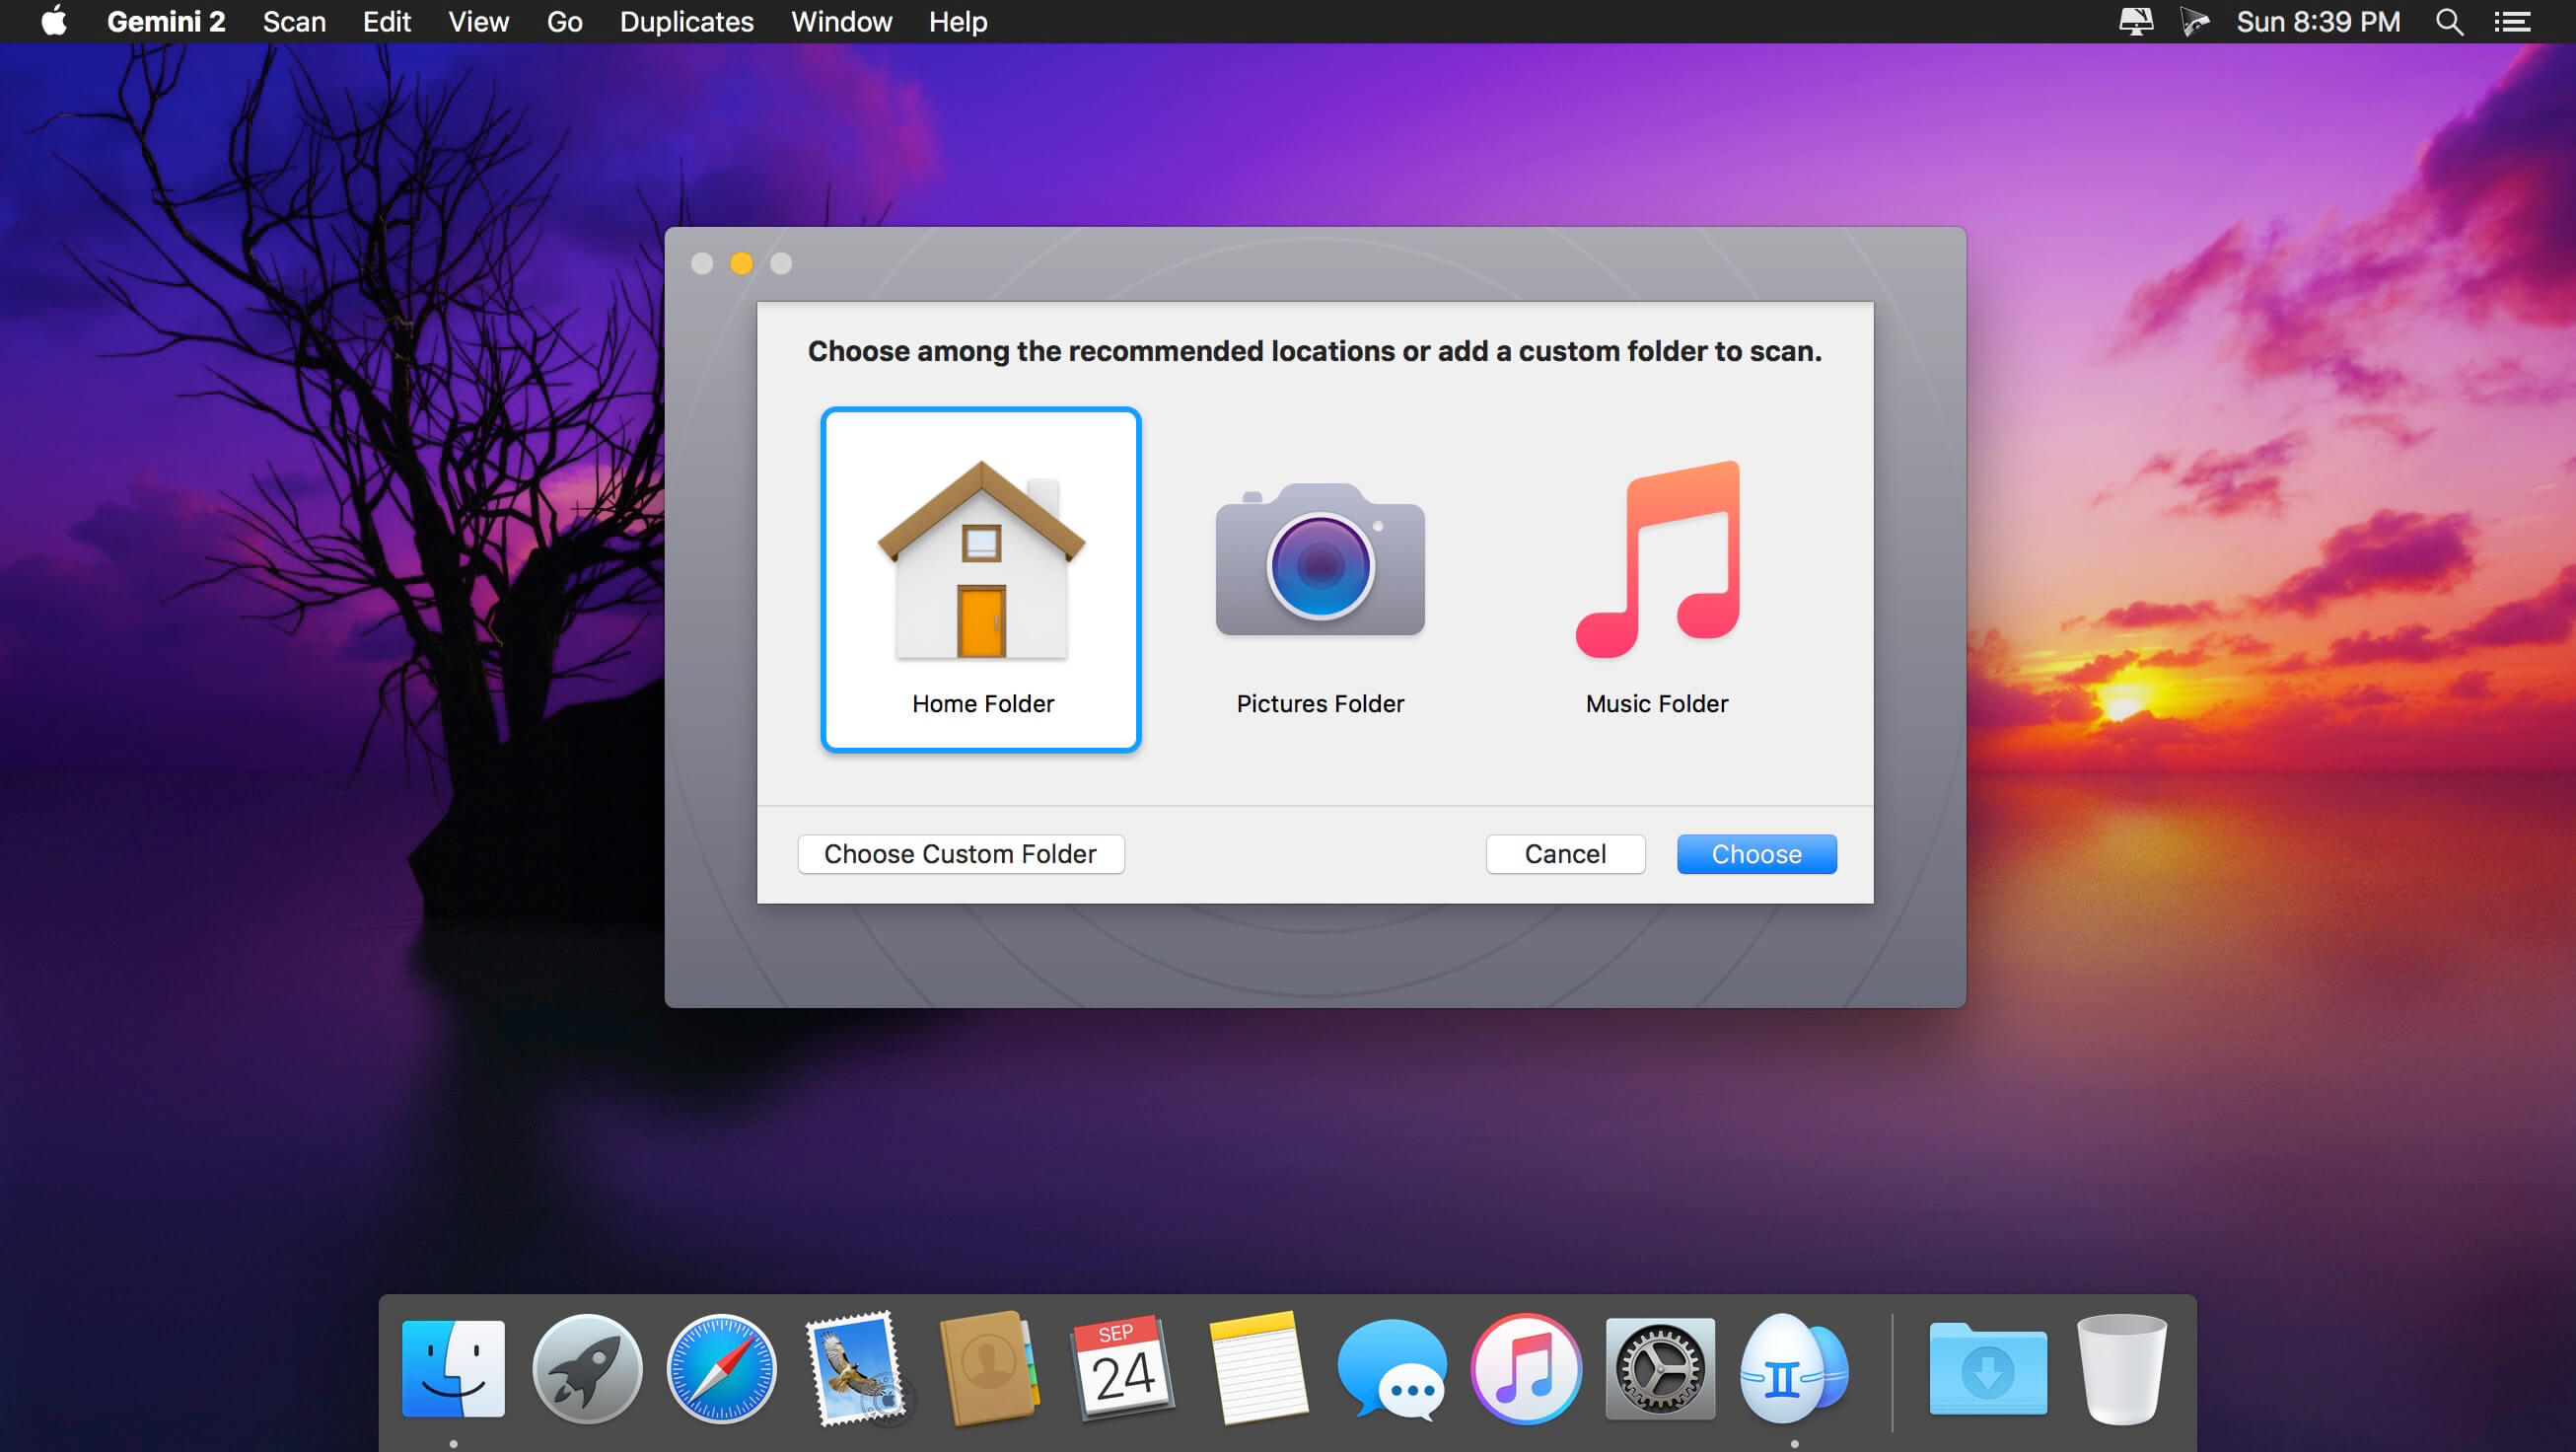 Gemini 2 Scan Edit View Go Duplicates Window Help Sun 8:39 PM
Choose among the recommended locations or add a custom folder to scan.
Home Folder Pictures Folder Music Folder
Choose Custom Folder Cancel Choose
SEP
24